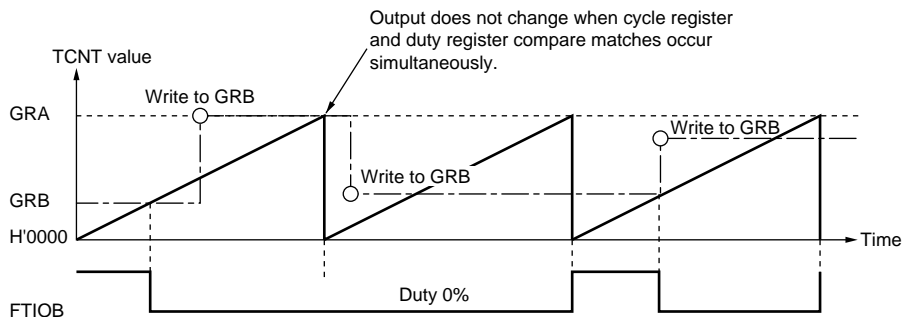 Output does not change when cycle register
and duty register compare matches occur
simultaneously.
TCNT value
Write to GRB
GRA
Write to GRB
Write to GRB
GRB
H'0000
Time
Duty 0%
FTIOB